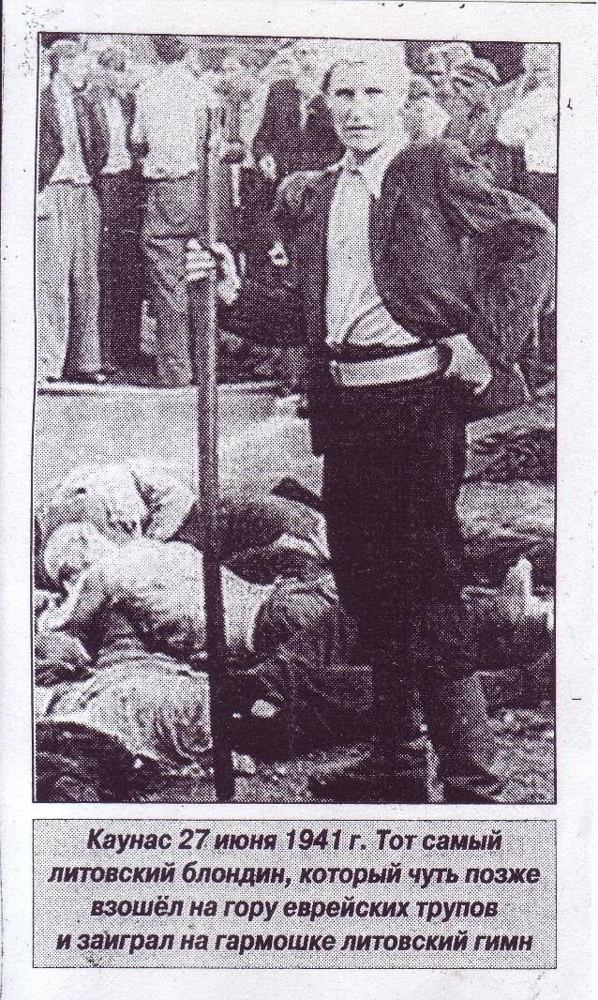 Каунас 27 июня 1941 г. Тот самый
литовский блондин, который чуть позже
взошёл на гору еврейских трупов
и заиграл на гармошке литовский гимн